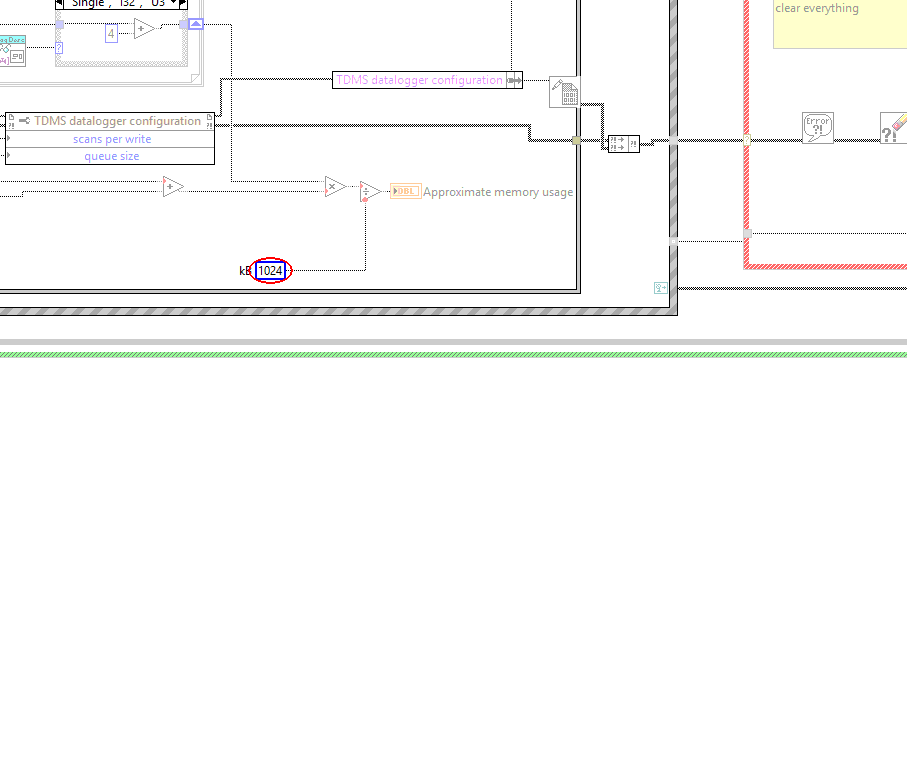 "Single", "I32", "U3
clear everything
4
TDMS datalogger configuration
TDMS datalogger configuration
scans per write
queue size
Error
?!
Approximate memory usage
DBL
kB
1024